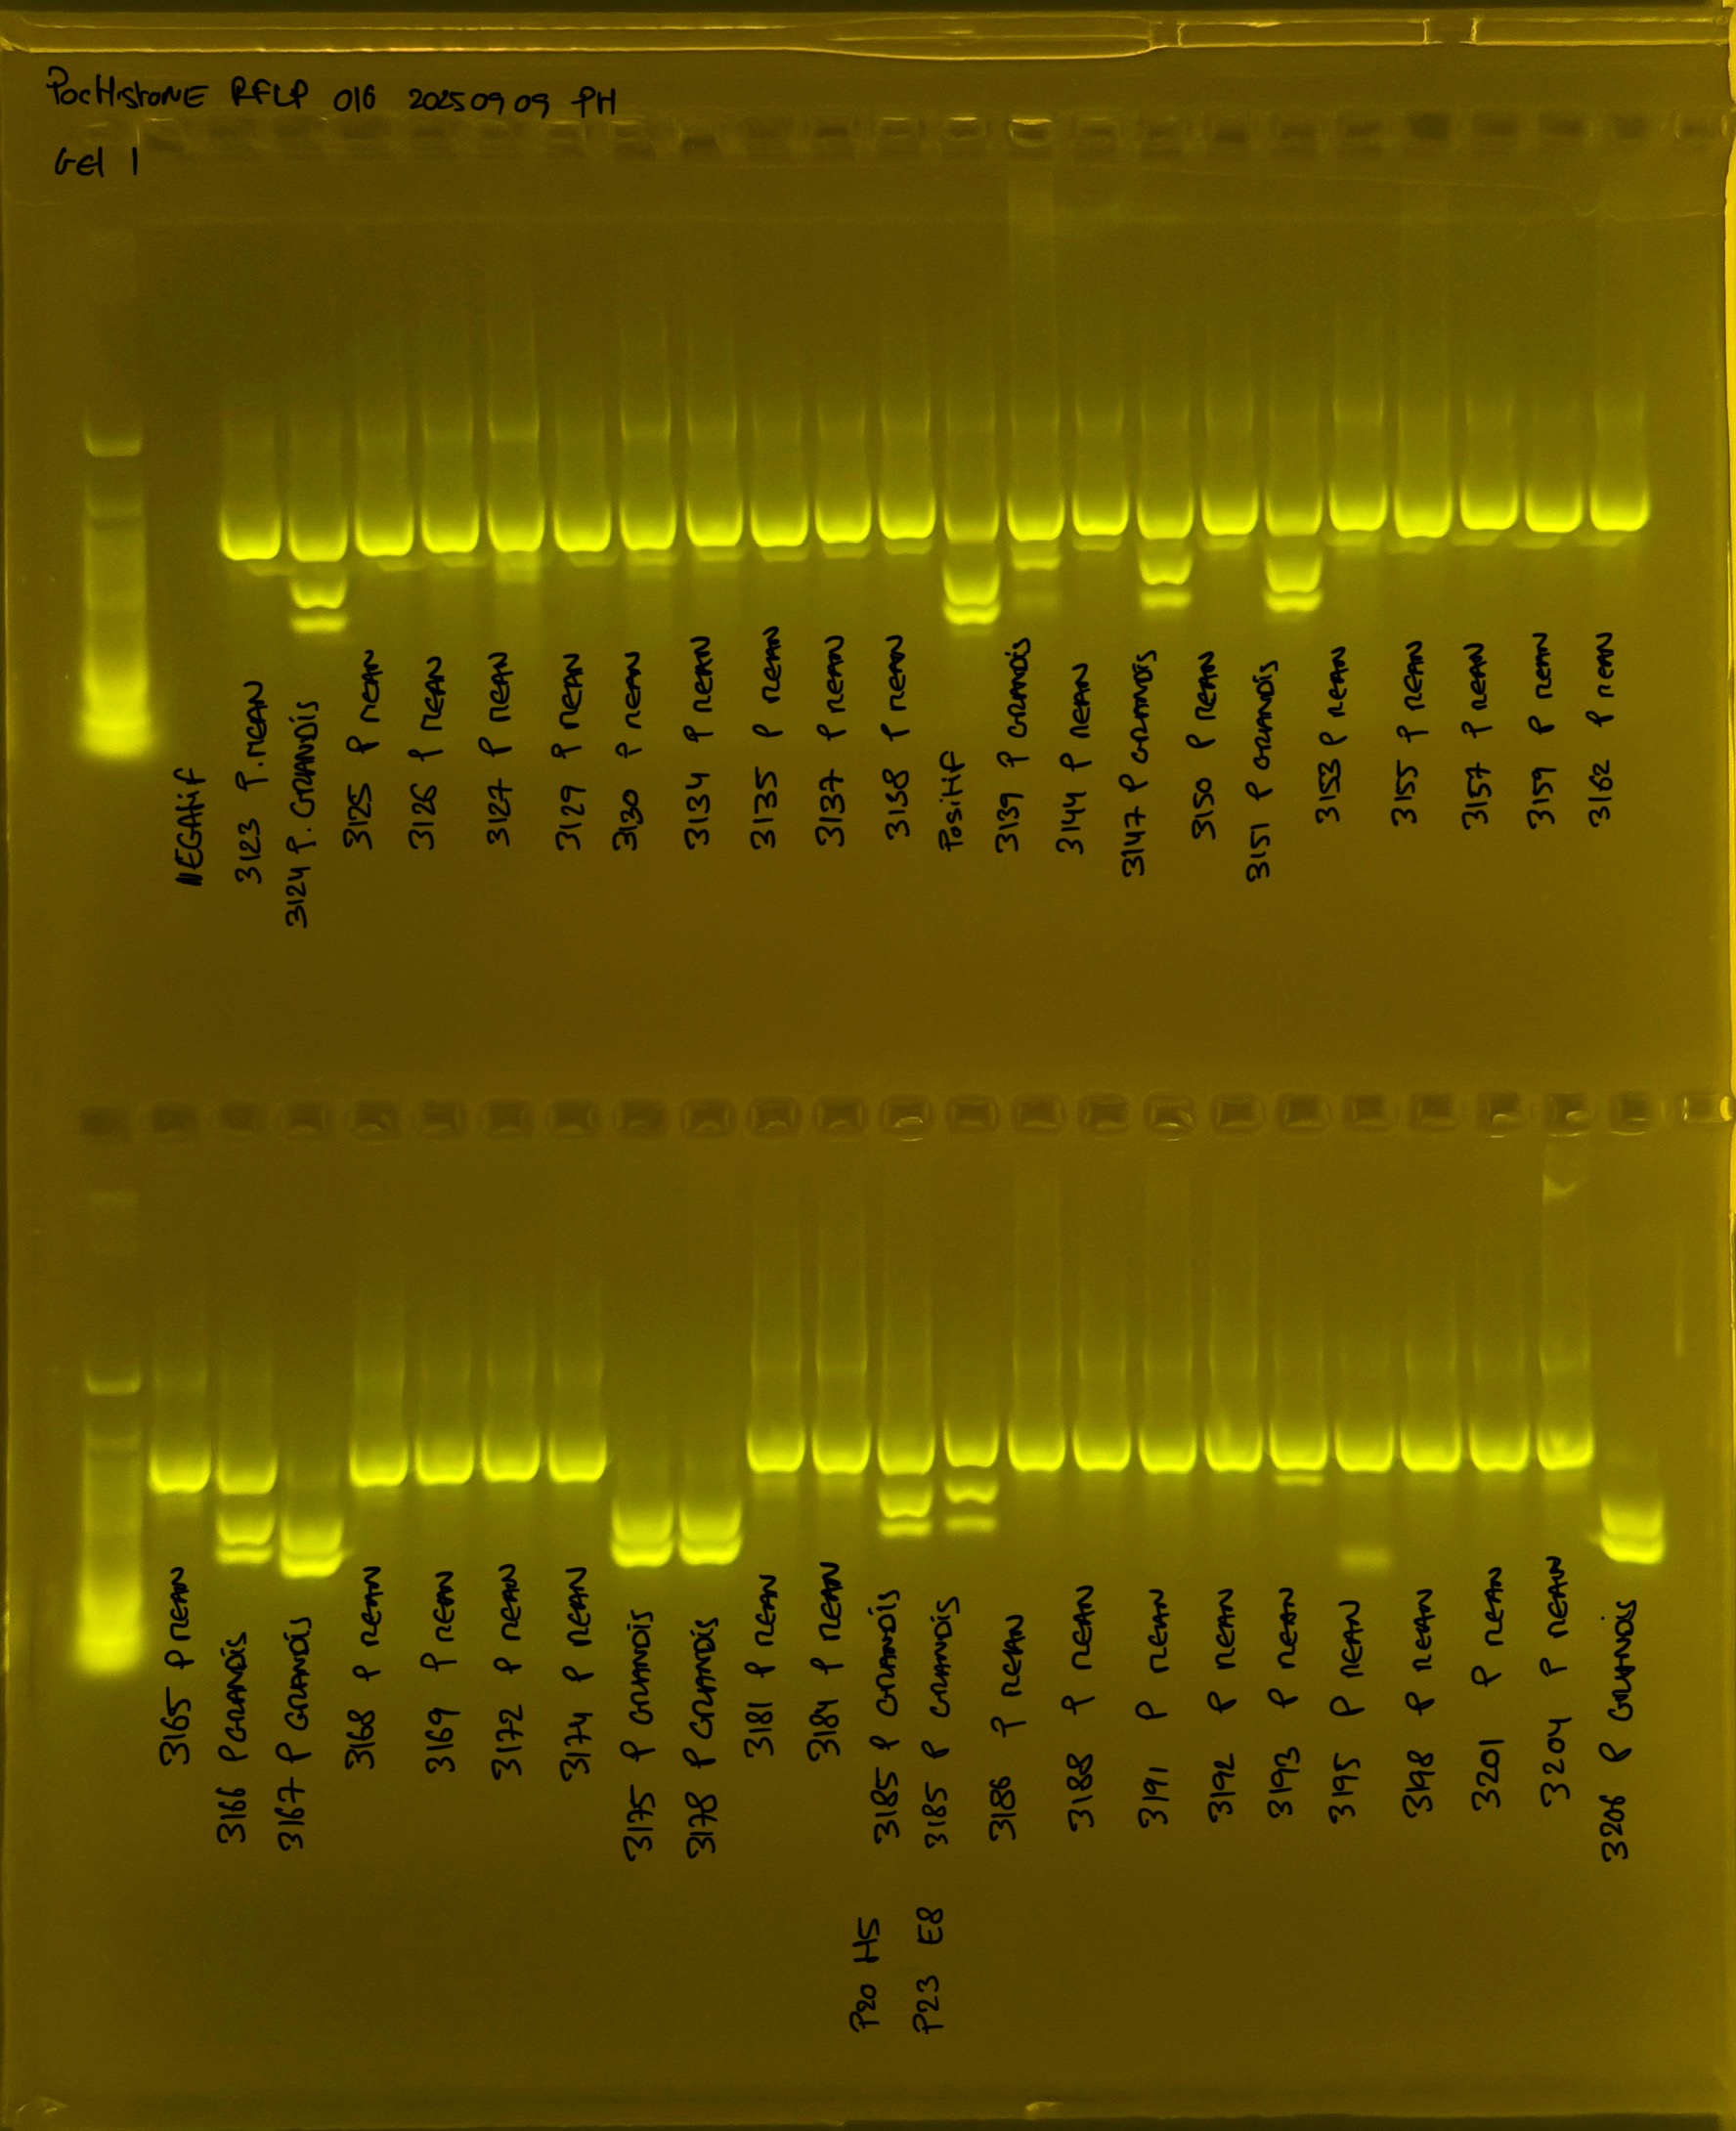 PocHistone RFLP 016 20250909 PH
Gel 1
NEGAtif
3123 P.MEAN
3124 P. GRANDIS
3125 P MEAN
3126 P MEAN
3127 P MEAN
3129 P MEAN
3130 P MEAN
3134 P MEAN
3135 P MEAN
3137 P MEAN
3138 P MEAN
Positif
3139 P GRANDIS
3144 P MEAN
3147 P GRANDIS
3150 P MEAN
3151 P GRANDIS
3153 P MEAN
3155 P MEAN
3157 P MEAN
3159 P MEAN
3162 P MEAN
3165 P MEAN
3166 P GRANDIS
3167 P GRANDIS
3168 P MEAN
3169 P MEAN
3172 P MEAN
3174 P MEAN
3175 P GRANDIS
3178 P GRANDIS
3181 P MEAN
3184 P MEAN
3185 P GRANDIS
3185 P GRANDIS
3186 P MEAN
3188 P MEAN
3191 P MEAN
3192 P MEAN
3193 P MEAN
3195 P MEAN
3198 P MEAN
3201 P MEAN
3204 P MEAN
3206 P GRANDIS
P20 H5
P23 E8